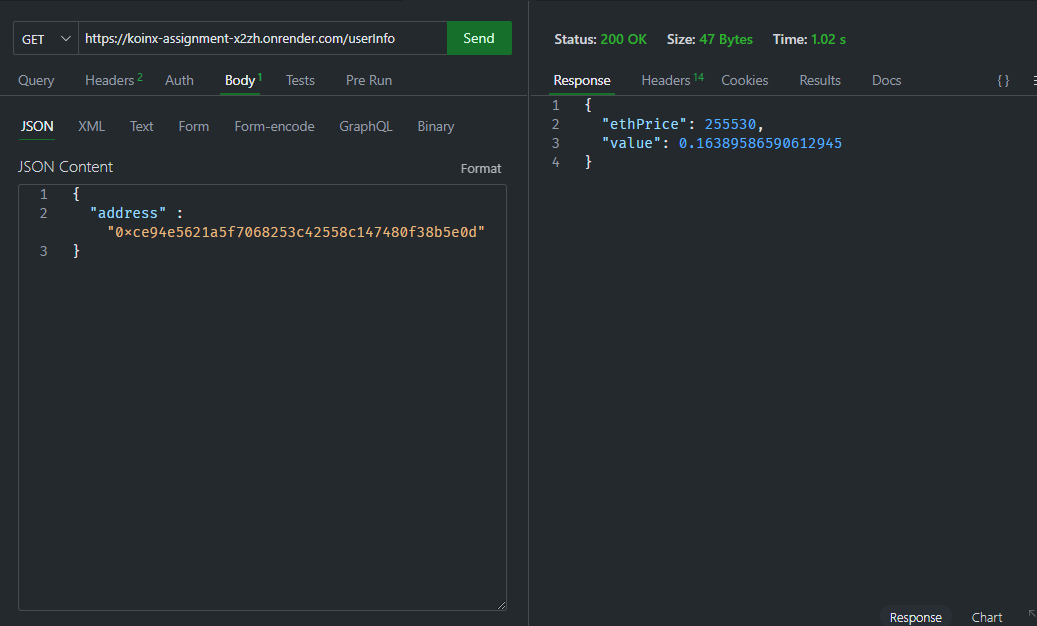 GET https://koinx-assignment-x2zh.onrender.com/userInfo Send
Query Headers 2 Auth Body 1 Tests Pre Run
JSON XML Text Form Form-encode GraphQL Binary
JSON Content Format
1 {
2 "address" :
"0xce94e5621a5f7068253c42558c147480f38b5e0d"
3 }
Status: 200 OK Size: 47 Bytes Time: 1.02 s
Response Headers 14 Cookies Results Docs { }
1 {
2 "ethPrice": 255530,
3 "value": 0.16389586590612945
4 }
Response Chart